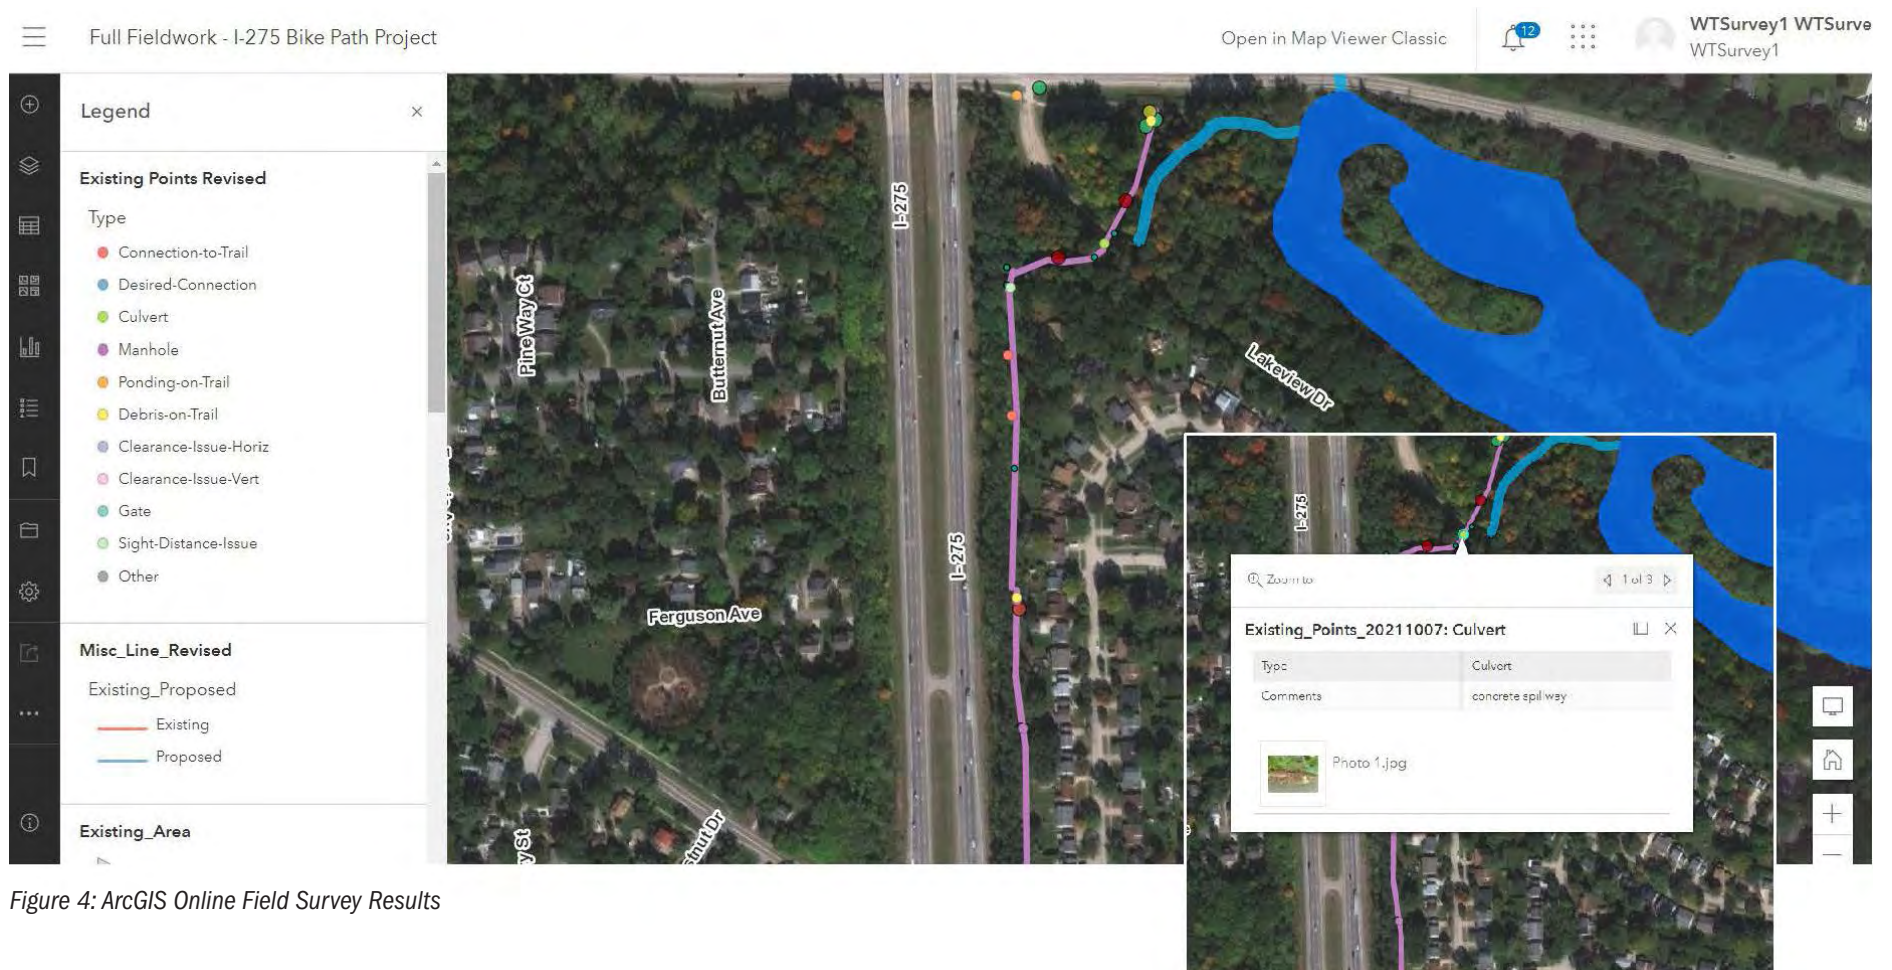 Full Fieldwork - I-275 Bike Path Project
Open in Map Viewer Classic
12
WTSurvey1 WTSurve
WTSurvey1
Legend
Existing Points Revised
Type
Connection-to-Trail
Desired-Connection
Culvert
Manhole
Ponding-on-Trail
Debris-on-Trail
Clearance-Issue-Horiz
Clearance-Issue-Vert
Gate
Sight-Distance-Issue
Other
Misc_Line_Revised
Existing_Proposed
Existing
Proposed
Existing_Area
I-275
Pine Way Ct
Butternut Ave
Lakeview Dr
I-275
Ferguson Ave
y St
stnut Dr
I-275
Zoom to
1 of 3
Existing_Points_20211007: Culvert
Type
Culvert
Comments
concrete spillway
Photo 1.jpg
Figure 4: ArcGIS Online Field Survey Results